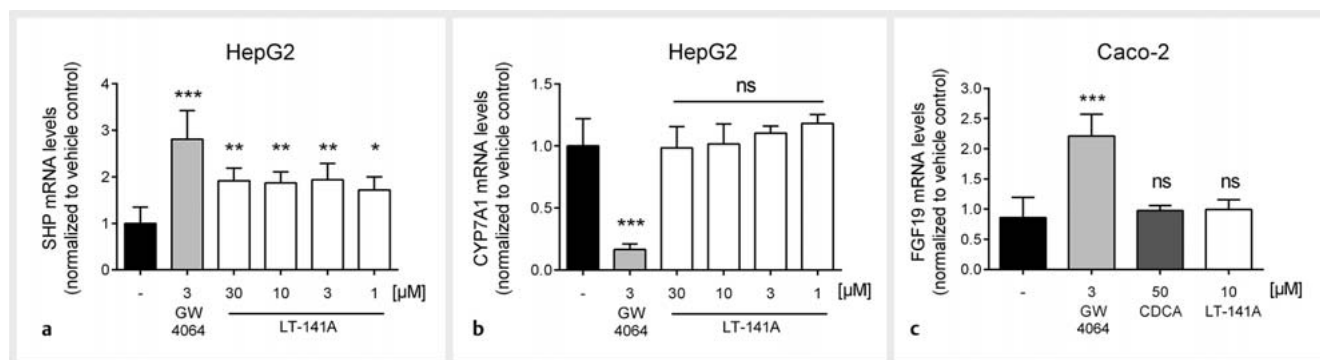 HepG2
SHP mRNA levels
(normalized to vehicle control)
4
3
2
1
0
***
**
**
**
*
- 3 30 10 3 1 [µM]
GW
4064
LT-141A
a
HepG2
CYP7A1 mRNA levels
(normalized to vehicle control)
1.5
1.0
0.5
0.0
***
ns
- 3 30 10 3 1 [µM]
GW
4064
LT-141A
b
Caco-2
FGF19 mRNA levels
(normalized to vehicle control)
3.0
2.5
2.0
1.5
1.0
0.5
0.0
***
ns
ns
- 3 50 10 [µM]
GW
4064
CDCA
LT-141A
c